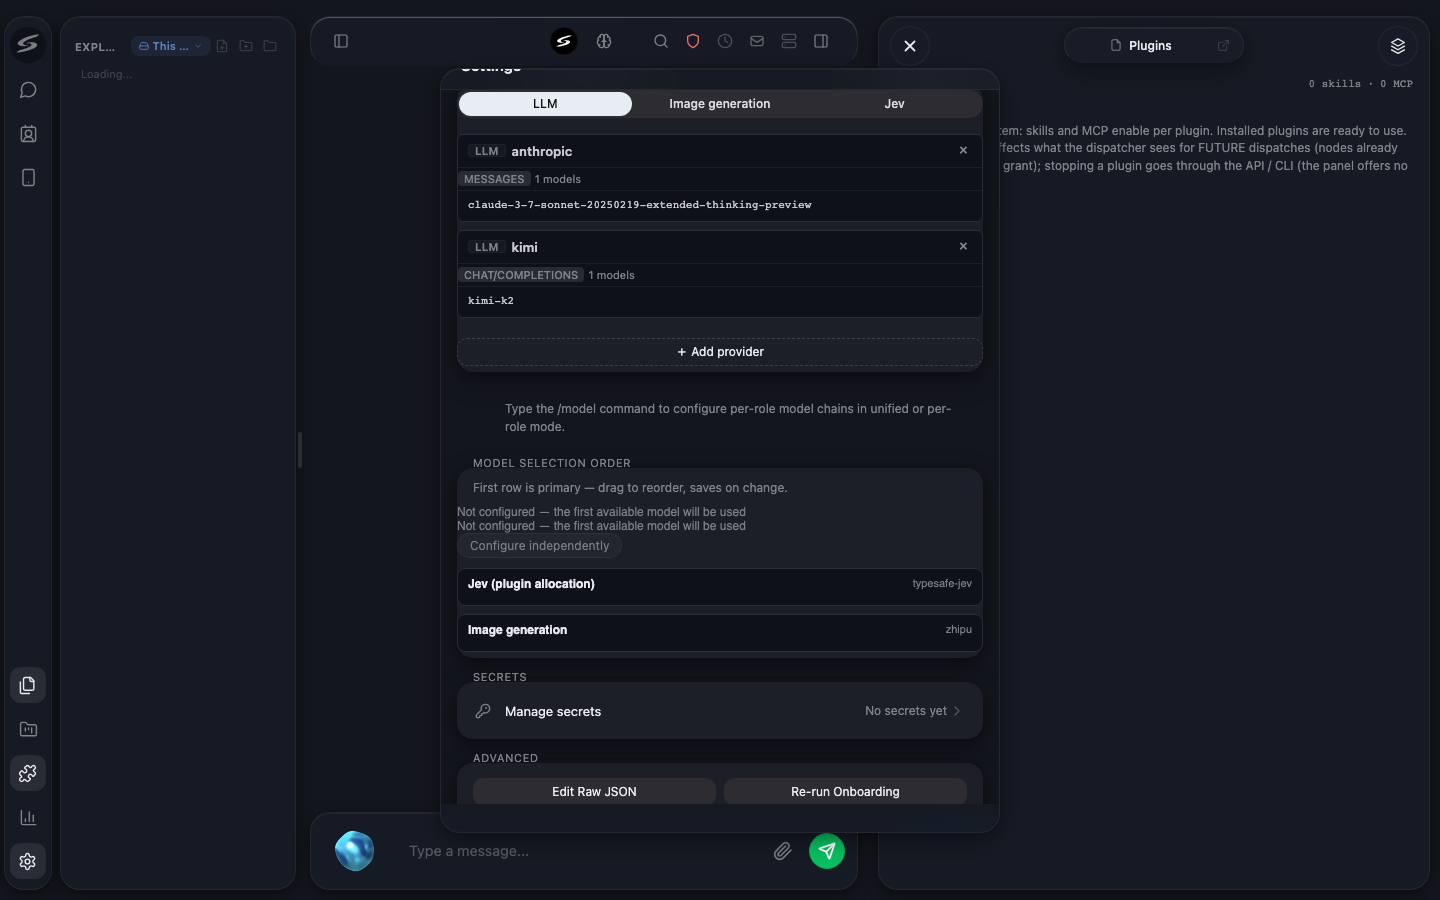 EXPL...
This ...
Loading...
Settings
LLM
Image generation
Jev
LLM anthropic
MESSAGES 1 models
claude-3-7-sonnet-20250219-extended-thinking-preview
LLM kimi
CHAT/COMPLETIONS 1 models
kimi-k2
+ Add provider
Type the /model command to configure per-role model chains in unified or per-
role mode.
MODEL SELECTION ORDER
First row is primary — drag to reorder, saves on change.
Not configured — the first available model will be used
Not configured — the first available model will be used
Configure independently
Jev (plugin allocation)
typesafe-jev
Image generation
zhipu
SECRETS
Manage secrets
No secrets yet
ADVANCED
Edit Raw JSON
Re-run Onboarding
Type a message...
Plugins
0 skills · 0 MCP
tem: skills and MCP enable per plugin. Installed plugins are ready to use.
ffects what the dispatcher sees for FUTURE dispatches (nodes already
grant); stopping a plugin goes through the API / CLI (the panel offers no